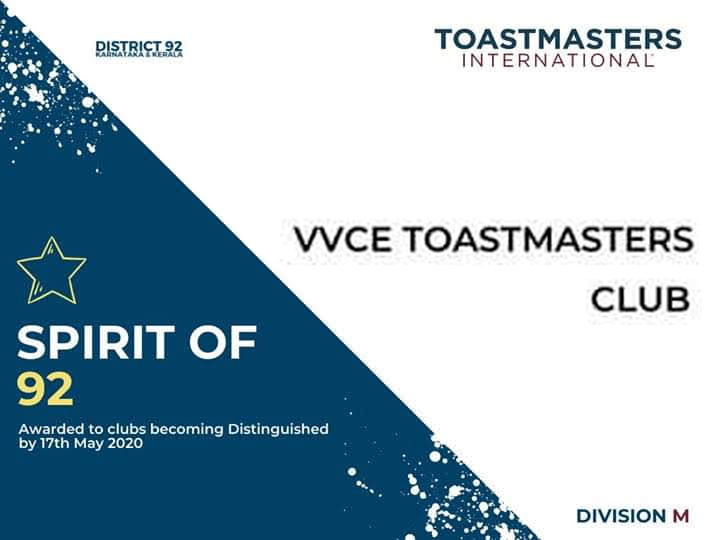 DISTRICT 92
KARNATAKA & KERALA
TOASTMASTERS
INTERNATIONAL
VVCE TOASTMASTERS
CLUB
SPIRIT OF
92
Awarded to clubs becoming Distinguished
by 17th May 2020
DIVISION M